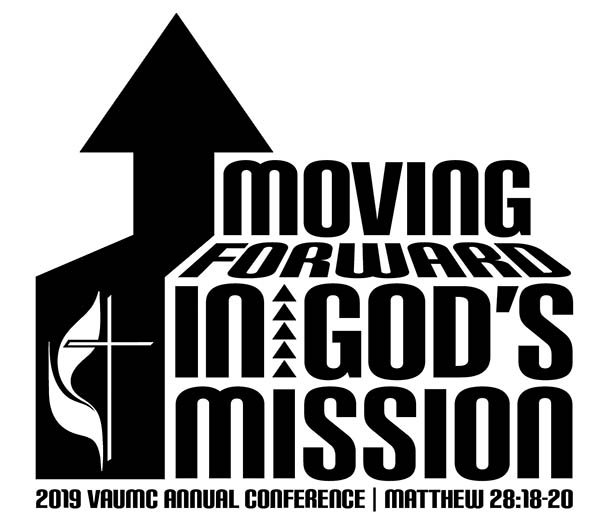 MOVING
FORWARD
IN GOD'S
MISSION
2019 VAUMC ANNUAL CONFERENCE | MATTHEW 28:18-20